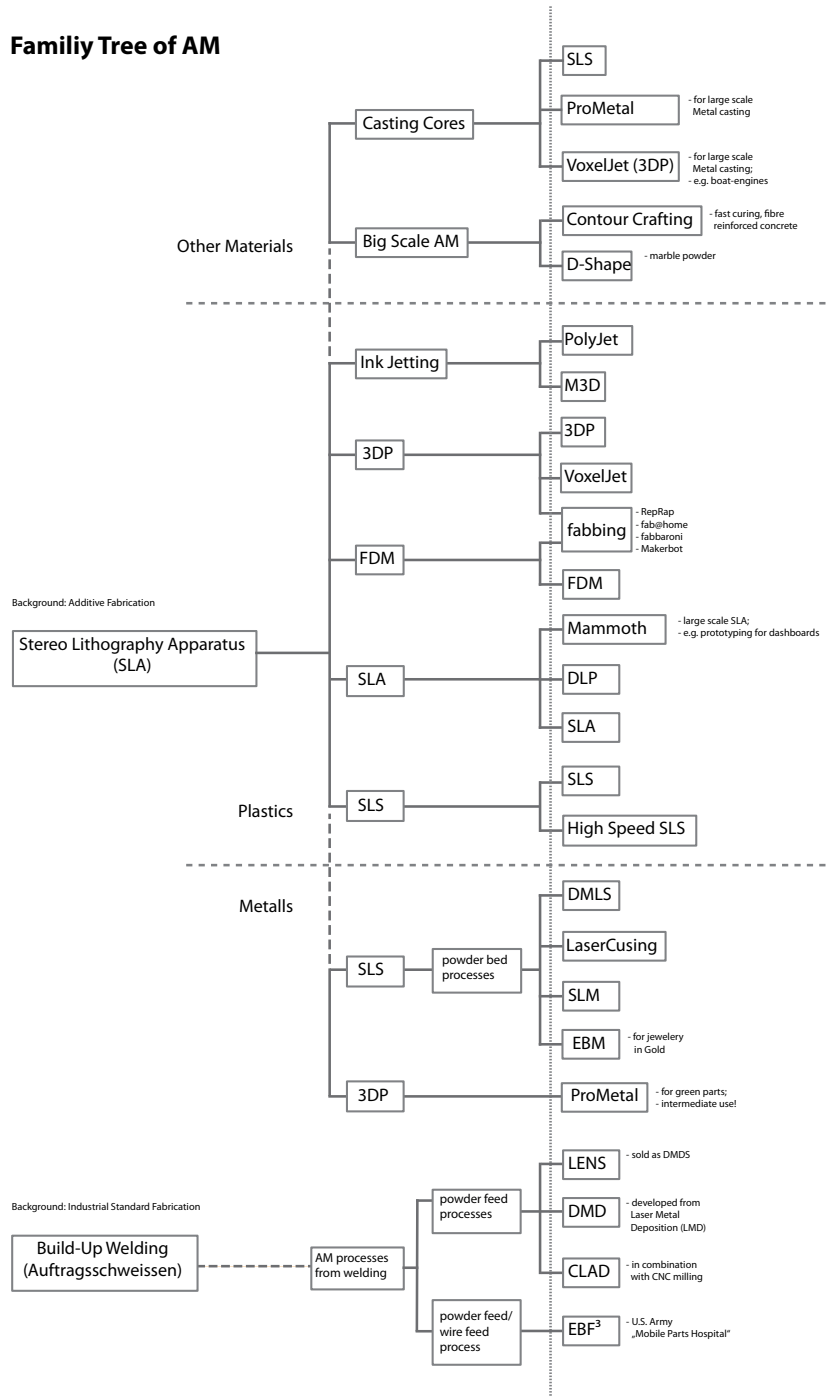 Familiy Tree of AM
SLS
ProMetal
- for large scale
Metal casting
Casting Cores
VoxelJet (3DP)
- for large scale
Metal casting;
- e.g. boat-engines
Contour Crafting
- fast curing, fibre
reinforced concrete
Other Materials
Big Scale AM
D-Shape
- marble powder
PolyJet
Ink Jetting
M3D
3DP
3DP
VoxelJet
fabbing
- RepRap
- fab@home
- fabbaroni
- Makerbot
FDM
FDM
Background: Additive Fabrication
Stereo Lithography Apparatus
(SLA)
Mammoth
- large scale SLA;
- e.g. prototyping for dashboards
SLA
DLP
SLA
SLS
Plastics
SLS
High Speed SLS
Metalls
DMLS
LaserCusing
SLS
powder bed
processes
SLM
EBM
- for jewelery
in Gold
3DP
ProMetal
- for green parts;
- intermediate use!
LENS
- sold as DMDS
Background: Industrial Standard Fabrication
powder feed
processes
DMD
- developed from
Laser Metal
Deposition (LMD)
Build-Up Welding
(Auftragsschweissen)
AM processes
from welding
CLAD
- in combination
with CNC milling
powder feed/
wire feed
process
EBF³
- U.S. Army
„Mobile Parts Hospital“